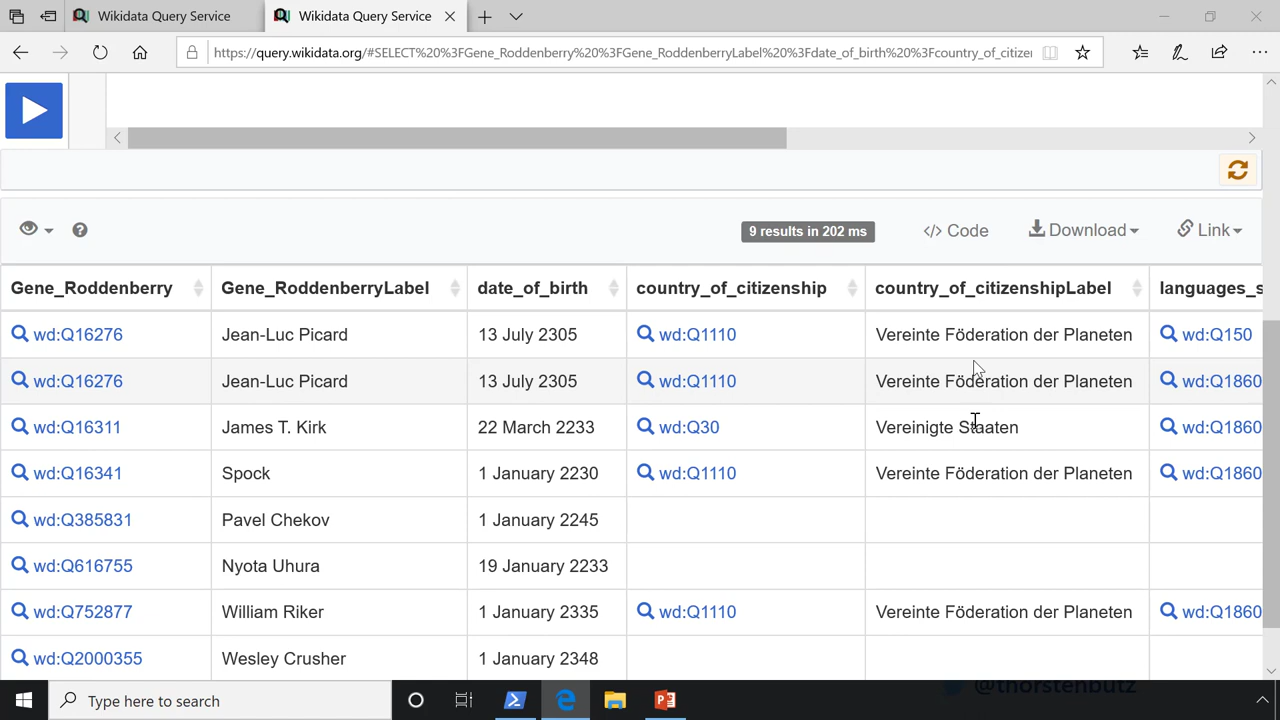 Wikidata Query Service
Wikidata Query Service
https://query.wikidata.org/#SELECT%20%3FGene_Roddenberry%20%3FGene_RoddenberryLabel%20%3Fdate_of_birth%20%3Fcountry_of_citizer
9 results in 202 ms
</> Code
Download
Link
Gene_Roddenberry Gene_RoddenberryLabel date_of_birth country_of_citizenship country_of_citizenshipLabel languages_s
wd:Q16276 Jean-Luc Picard 13 July 2305 wd:Q1110 Vereinte Föderation der Planeten wd:Q150
wd:Q16276 Jean-Luc Picard 13 July 2305 wd:Q1110 Vereinte Föderation der Planeten wd:Q1860
wd:Q16311 James T. Kirk 22 March 2233 wd:Q30 Vereinigte Staaten wd:Q1860
wd:Q16341 Spock 1 January 2230 wd:Q1110 Vereinte Föderation der Planeten wd:Q1860
wd:Q385831 Pavel Chekov 1 January 2245
wd:Q616755 Nyota Uhura 19 January 2233
wd:Q752877 William Riker 1 January 2335 wd:Q1110 Vereinte Föderation der Planeten wd:Q1860
wd:Q2000355 Wesley Crusher 1 January 2348
@thorstenbutz
Type here to search